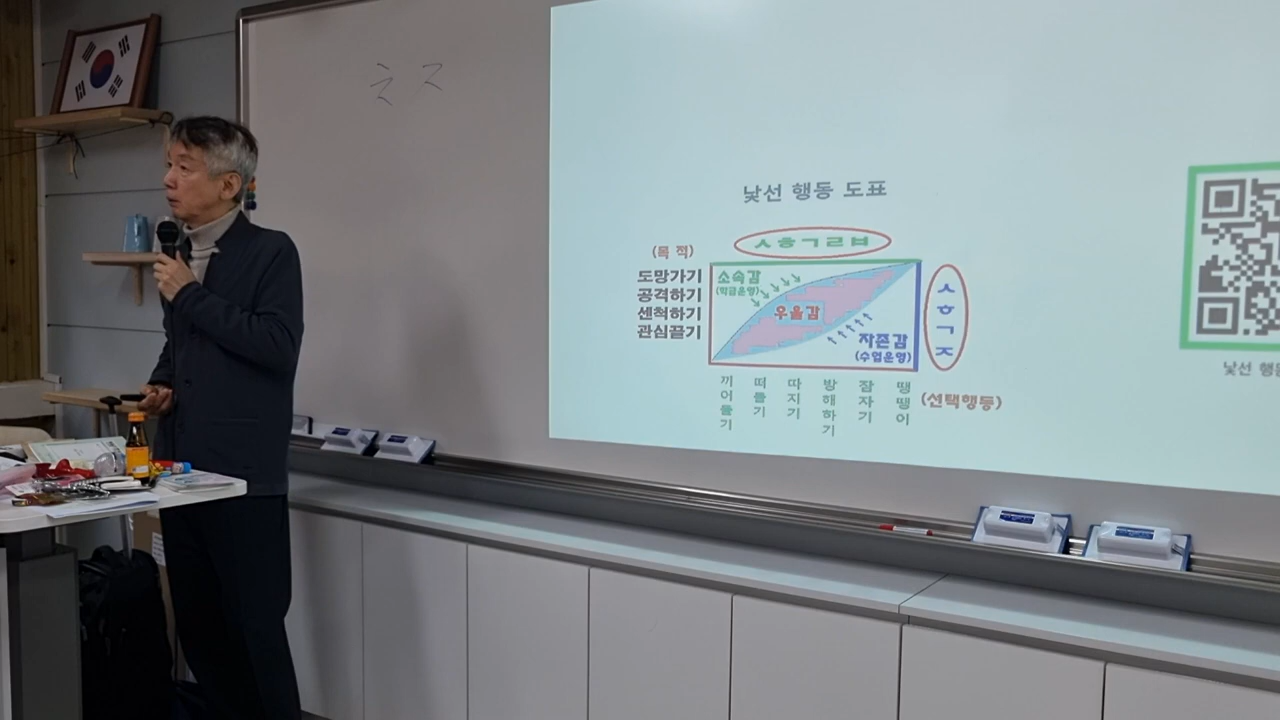 ㅊ ㅈ
낯선 행동 도표
(목 적)
ㅅㅎㄱㄹㅂ
도망가기
공격하기
센척하기
관심끌기
소속감
(학급운영)
우울감
자존감
(수업운영)
ㅅ
ㅎ
ㄱ
ㅈ
끼어들기
떠들기
따지기
방해하기
잠자기
땡땡이
(선택행동)
낯선 행동